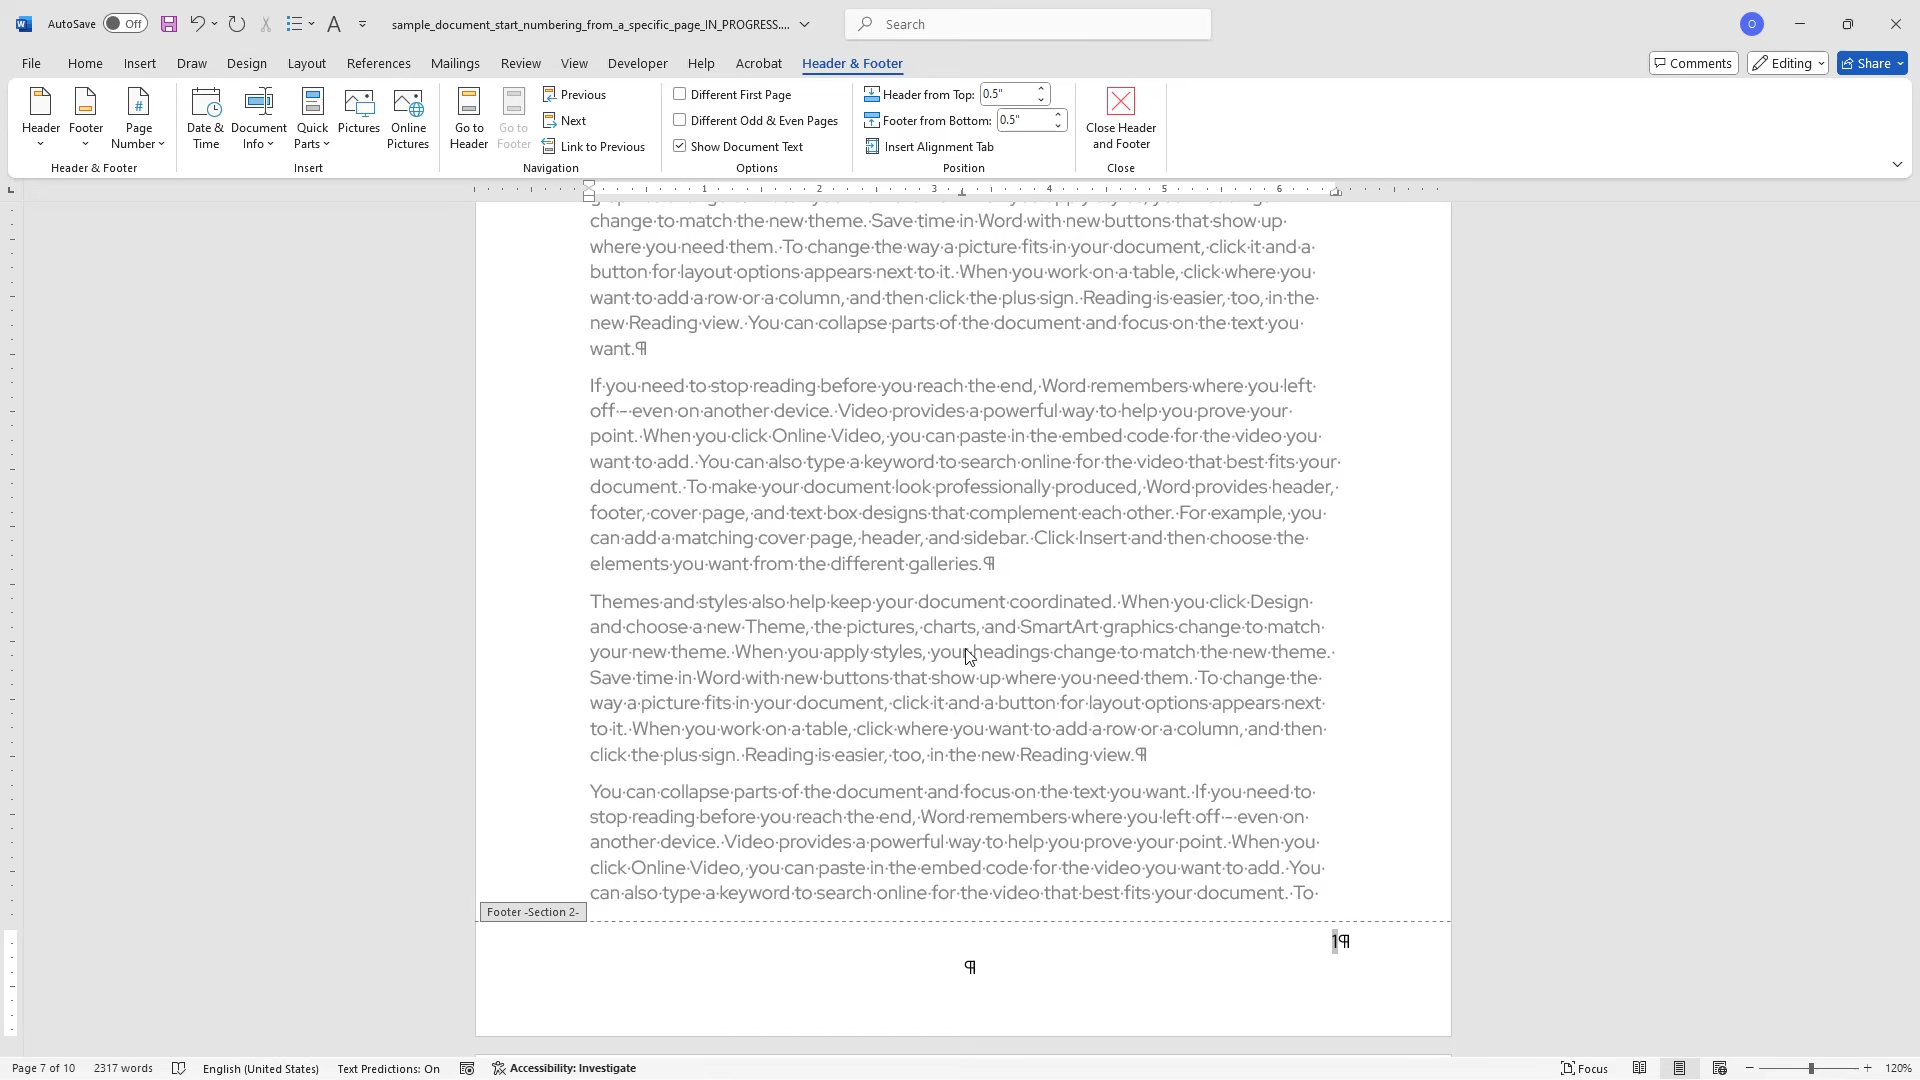 AutoSave Off sample_document_start_numbering_from_a_specific_page_IN_PROGRESS.... Search O
File Home Insert Draw Design Layout References Mailings Review View Developer Help Acrobat Header & Footer Comments Editing Share
Header
Footer
Page Number
Header & Footer
Date & Time
Document Info
Quick Parts
Pictures
Online Pictures
Insert
Go to Header
Go to Footer
Previous
Next
Link to Previous
Navigation
Different First Page
Different Odd & Even Pages
Show Document Text
Options
Header from Top: 0.5"
Footer from Bottom: 0.5"
Insert Alignment Tab
Position
Close Header and Footer
Close
1 2 3 4 5 6
change·to·match·the·new·theme.·Save·time·in·Word·with·new·buttons·that·show·up·
where·you·need·them.·To·change·the·way·a·picture·fits·in·your·document,·click·it·and·a·
button·for·layout·options·appears·next·to·it.·When·you·work·on·a·table,·click·where·you·
want·to·add·a·row·or·a·column,·and·then·click·the·plus·sign.·Reading·is·easier,·too,·in·the·
new·Reading·view.·You·can·collapse·parts·of·the·document·and·focus·on·the·text·you·
want.¶
If·you·need·to·stop·reading·before·you·reach·the·end,·Word·remembers·where·you·left·
off·-·even·on·another·device.·Video·provides·a·powerful·way·to·help·you·prove·your·
point.·When·you·click·Online·Video,·you·can·paste·in·the·embed·code·for·the·video·you·
want·to·add.·You·can·also·type·a·keyword·to·search·online·for·the·video·that·best·fits·your·
document.·To·make·your·document·look·professionally·produced,·Word·provides·header,·
footer,·cover·page,·and·text·box·designs·that·complement·each·other.·For·example,·you·
can·add·a·matching·cover·page,·header,·and·sidebar.·Click·Insert·and·then·choose·the·
elements·you·want·from·the·different·galleries.¶
Themes·and·styles·also·help·keep·your·document·coordinated.·When·you·click·Design·
and·choose·a·new·Theme,·the·pictures,·charts,·and·SmartArt·graphics·change·to·match·
your·new·theme.·When·you·apply·styles,·your·headings·change·to·match·the·new·theme.·
Save·time·in·Word·with·new·buttons·that·show·up·where·you·need·them.·To·change·the·
way·a·picture·fits·in·your·document,·click·it·and·a·button·for·layout·options·appears·next·
to·it.·When·you·work·on·a·table,·click·where·you·want·to·add·a·row·or·a·column,·and·then·
click·the·plus·sign.·Reading·is·easier,·too,·in·the·new·Reading·view.¶
You·can·collapse·parts·of·the·document·and·focus·on·the·text·you·want.·If·you·need·to·
stop·reading·before·you·reach·the·end,·Word·remembers·where·you·left·off·-·even·on·
another·device.·Video·provides·a·powerful·way·to·help·you·prove·your·point.·When·you·
click·Online·Video,·you·can·paste·in·the·embed·code·for·the·video·you·want·to·add.·You·
can·also·type·a·keyword·to·search·online·for·the·video·that·best·fits·your·document.·To·
Footer -Section 2-
1¶
¶
Page 7 of 10 2317 words English (United States) Text Predictions: On Accessibility: Investigate Focus 120%